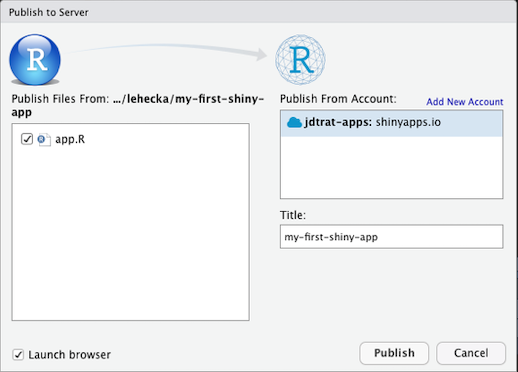 Publish to Server
R
R
Publish Files From: .../lehecka/my-first-shiny-
app
app.R
Publish From Account:
Add New Account
jdtrat-apps: shinyapps.io
Title:
my-first-shiny-app
Launch browser
Publish
Cancel